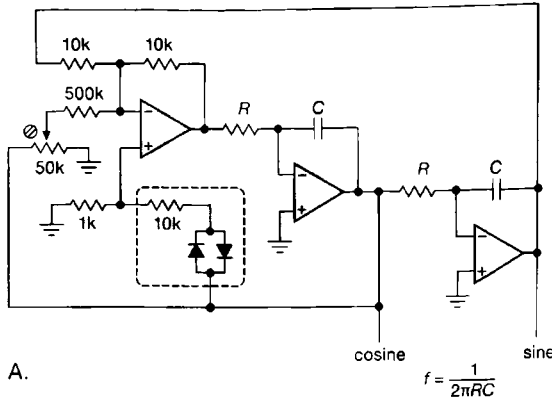 10k 10k
500k
R C
50k
R C
1k 10k
cosine sine
A. f = 1/2πRC